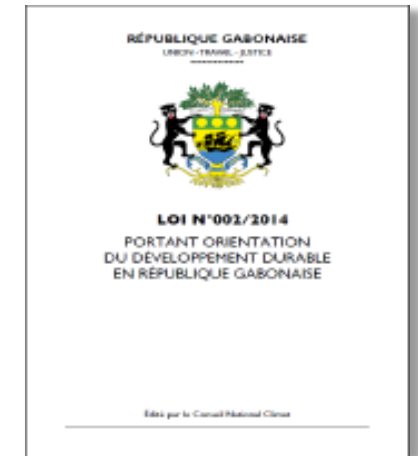 RÉPUBLIQUE GABONAISE
UNION - TRAVAIL - JUSTICE
LOI N°002/2014
PORTANT ORIENTATION
DU DÉVELOPPEMENT DURABLE
EN RÉPUBLIQUE GABONAISE
Édité par le Conseil National Climat